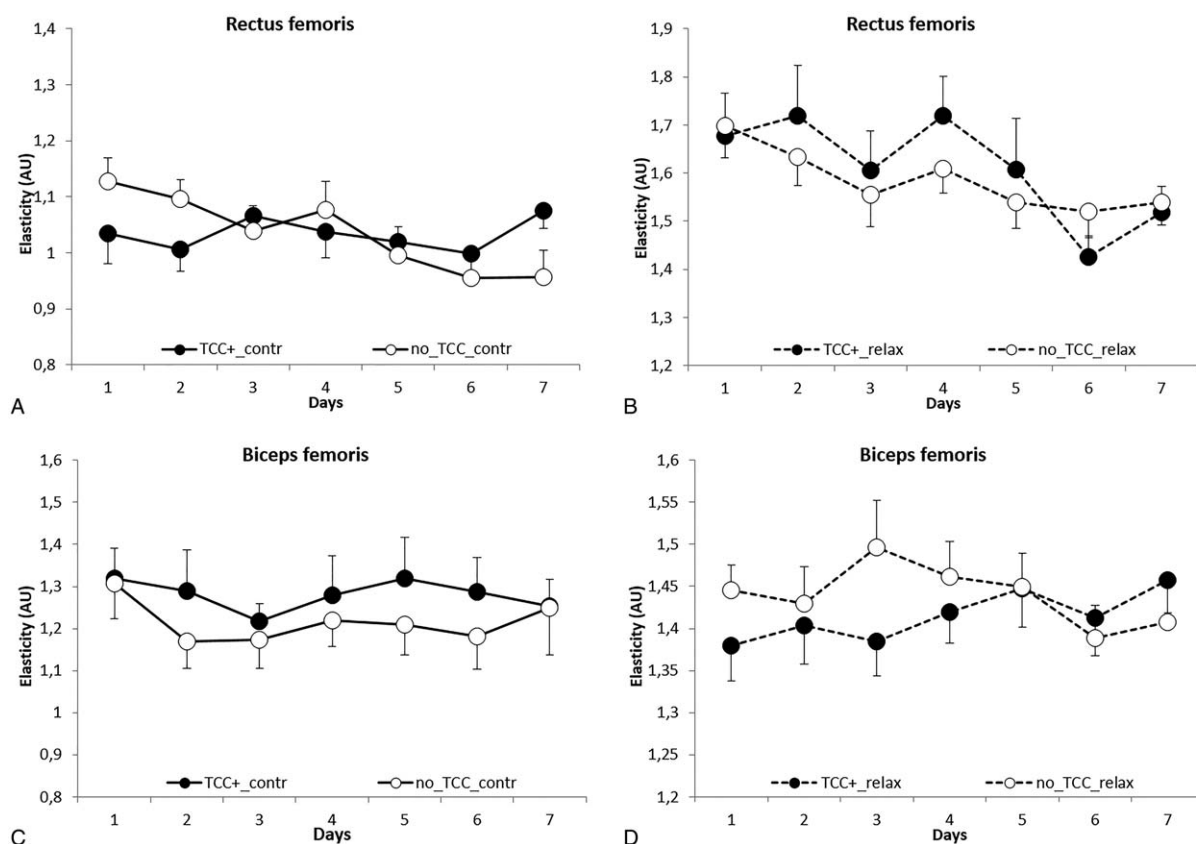 Rectus femoris
Elasticity (AU)
1,4
1,3
1,2
1,1
1
0,9
0,8
TCC+_contr
no_TCC_contr
1 2 3 4 5 6 7
Days
A
Rectus femoris
Elasticity (AU)
1,9
1,8
1,7
1,6
1,5
1,4
1,3
1,2
TCC+_relax
no_TCC_relax
1 2 3 4 5 6 7
Days
B
Biceps femoris
Elasticity (AU)
1,6
1,5
1,4
1,3
1,2
1,1
1
0,9
0,8
TCC+_contr
no_TCC_contr
1 2 3 4 5 6 7
Days
C
Biceps femoris
Elasticity (AU)
1,6
1,55
1,5
1,45
1,4
1,35
1,3
1,25
1,2
TCC+_relax
no_TCC_relax
1 2 3 4 5 6 7
Days
D